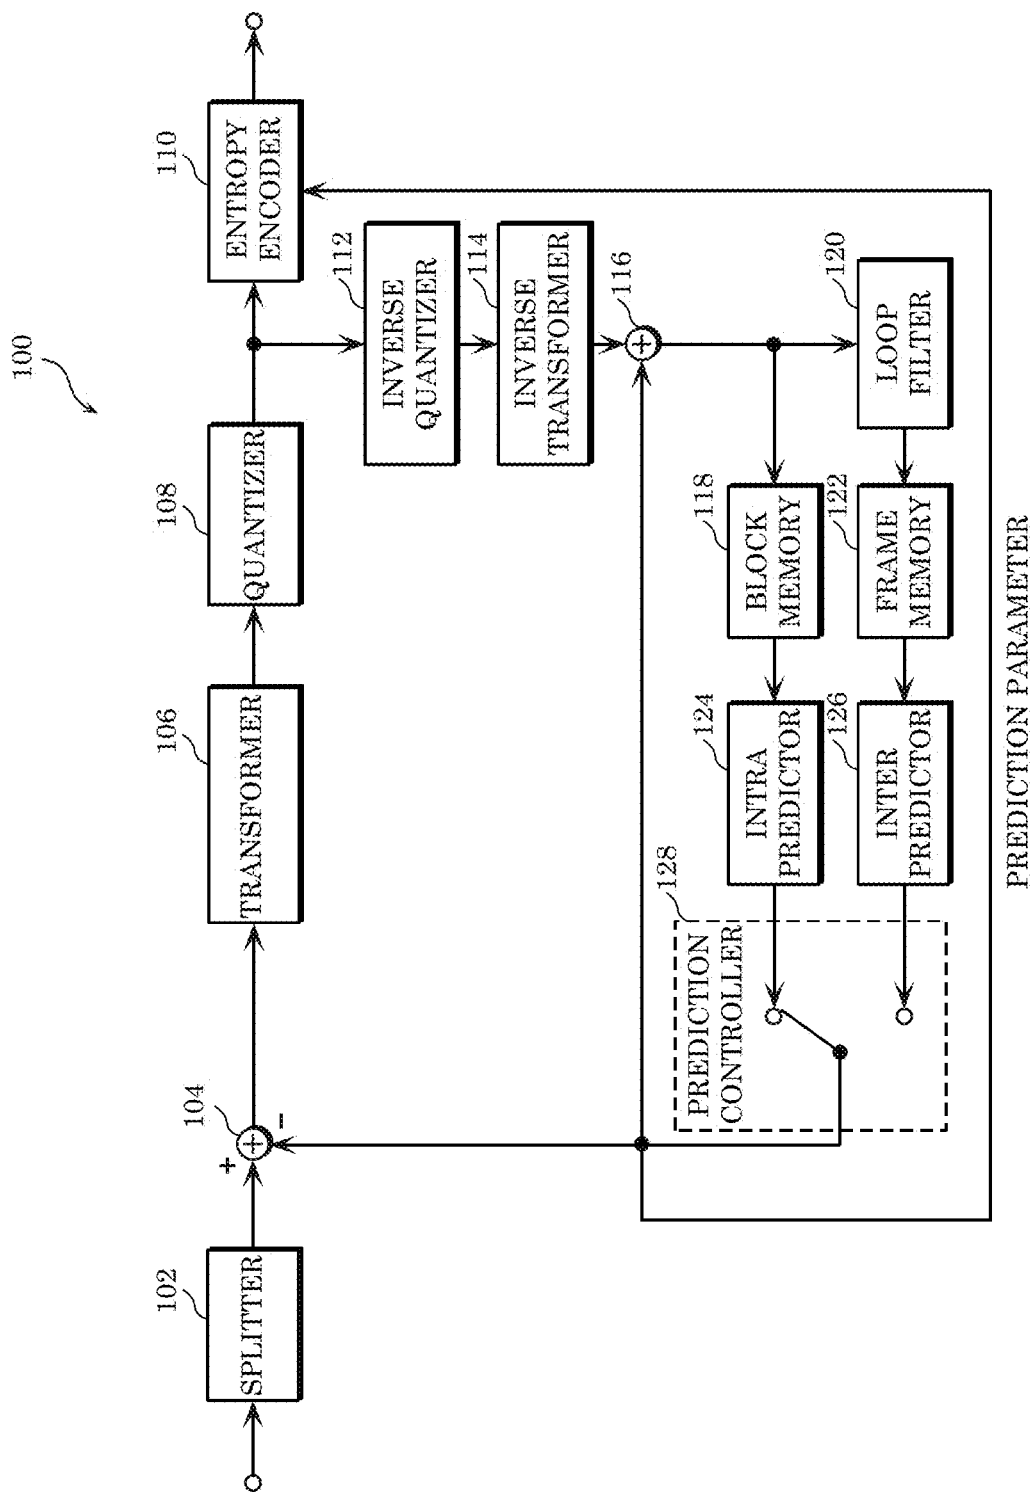 100
102
SPLITTER
104
+
-
106
TRANSFORMER
108
QUANTIZER
110
ENTROPY
ENCODER
112
INVERSE
QUANTIZER
114
INVERSE
TRANSFORMER
116
118
BLOCK
MEMORY
120
LOOP
FILTER
122
FRAME
MEMORY
124
INTRA
PREDICTOR
126
INTER
PREDICTOR
128
PREDICTION
CONTROLLER
PREDICTION PARAMETER